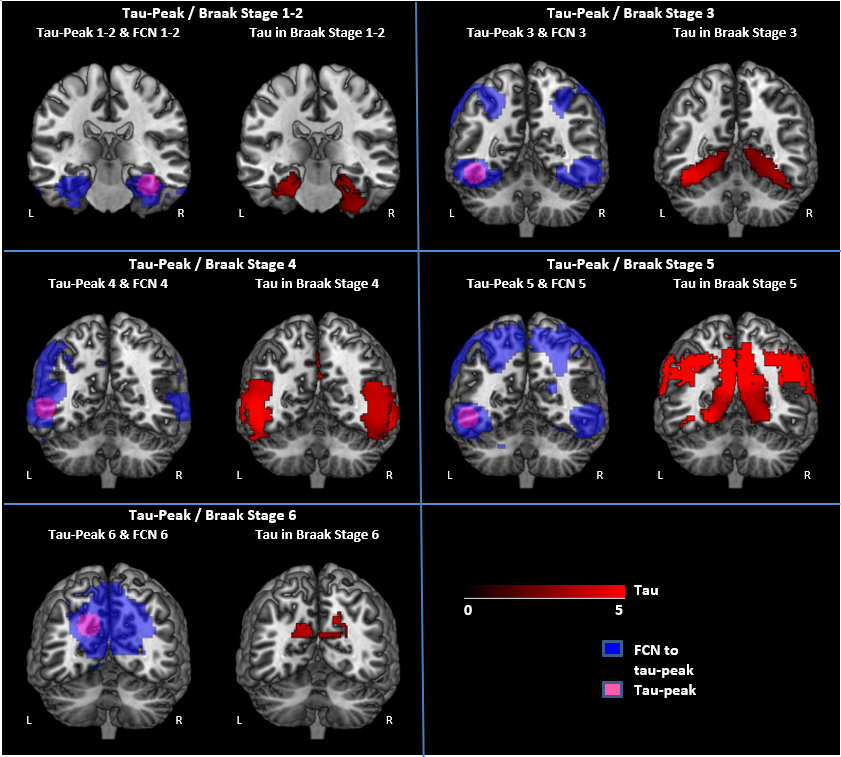 Tau-Peak / Braak Stage 1-2
Tau-Peak 1-2 & FCN 1-2
Tau in Braak Stage 1-2
L
R
L
R
Tau-Peak / Braak Stage 3
Tau-Peak 3 & FCN 3
Tau in Braak Stage 3
L
R
L
R
Tau-Peak / Braak Stage 4
Tau-Peak 4 & FCN 4
Tau in Braak Stage 4
L
R
L
R
Tau-Peak / Braak Stage 5
Tau-Peak 5 & FCN 5
Tau in Braak Stage 5
L
R
L
R
Tau-Peak / Braak Stage 6
Tau-Peak 6 & FCN 6
Tau in Braak Stage 6
L
R
L
R
Tau
0
5
FCN to
tau-peak
Tau-peak